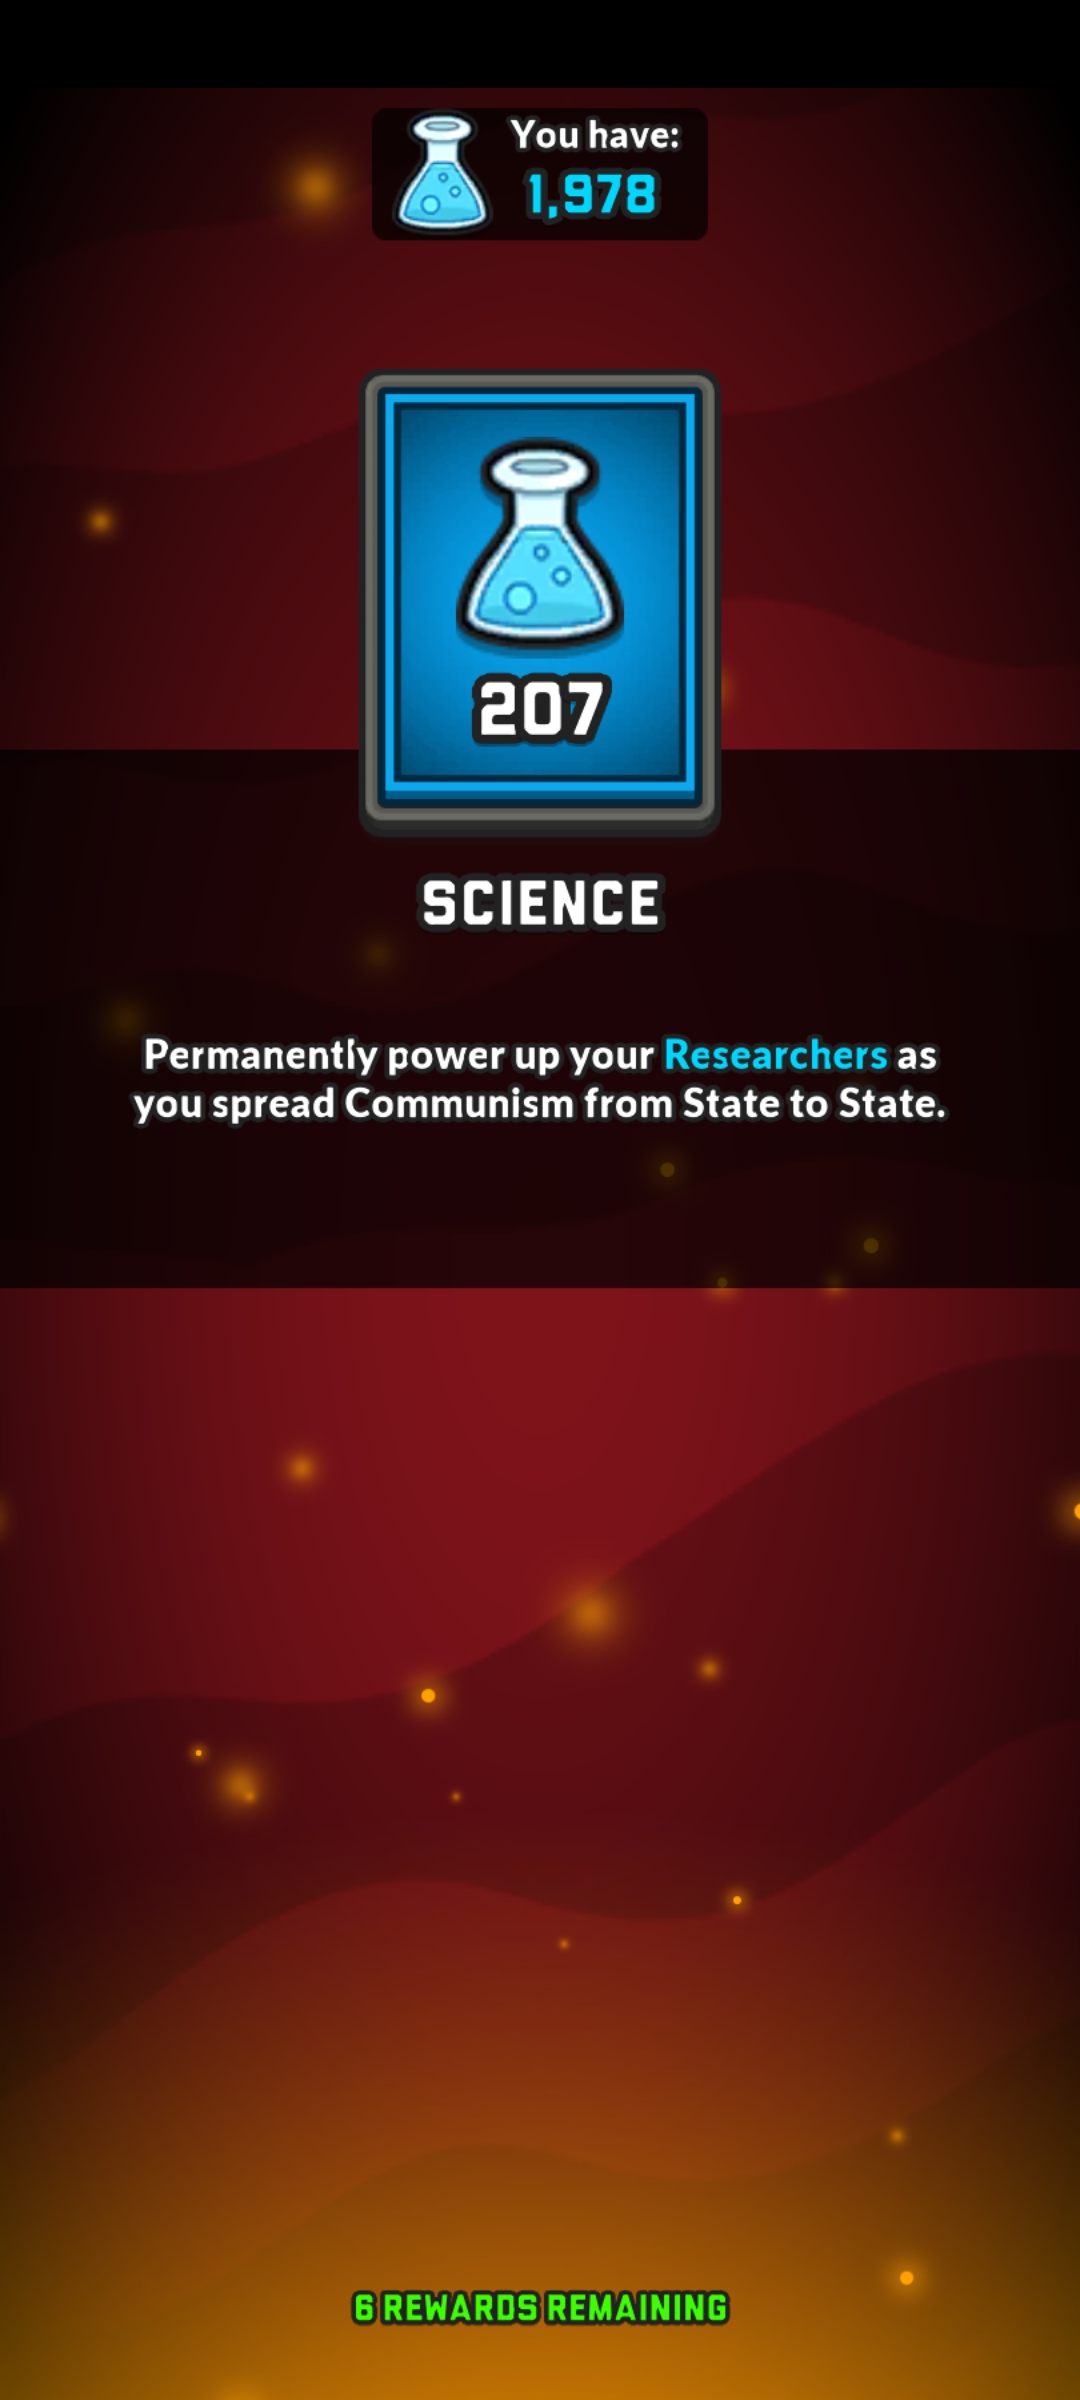 You have:
1,978
207
SCIENCE
Permanently power up your Researchers as
you spread Communism from State to State.
6 REWARDS REMAINING